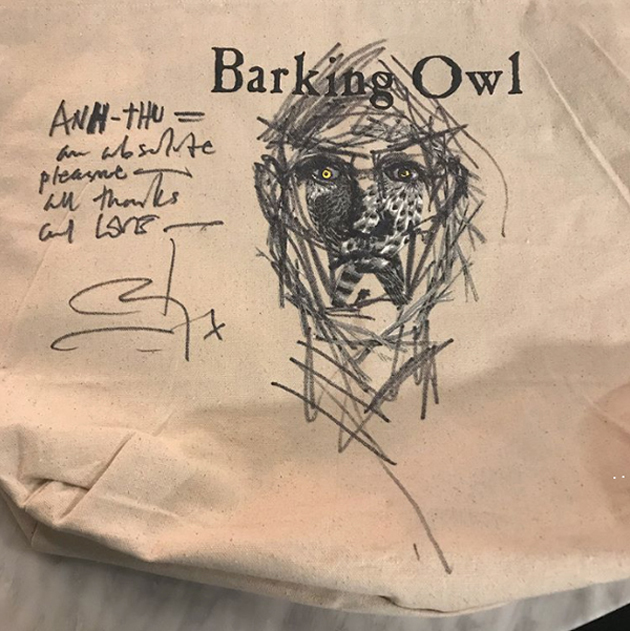 Barking Owl
ANH-THU =
an absolute
pleasure —
all thanks
and LOVE —
x